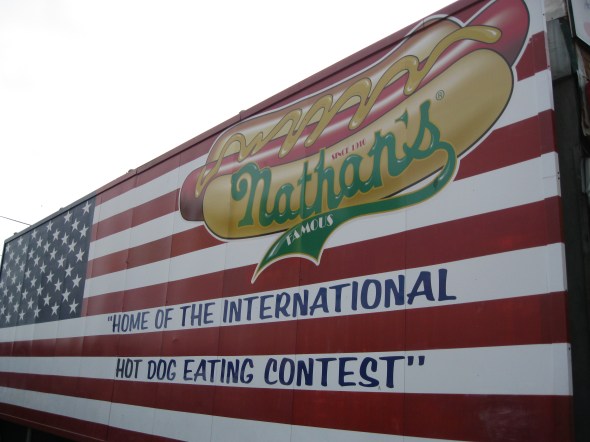 SINCE 1916
Nathan's®
FAMOUS
"HOME OF THE INTERNATIONAL
HOT DOG EATING CONTEST"